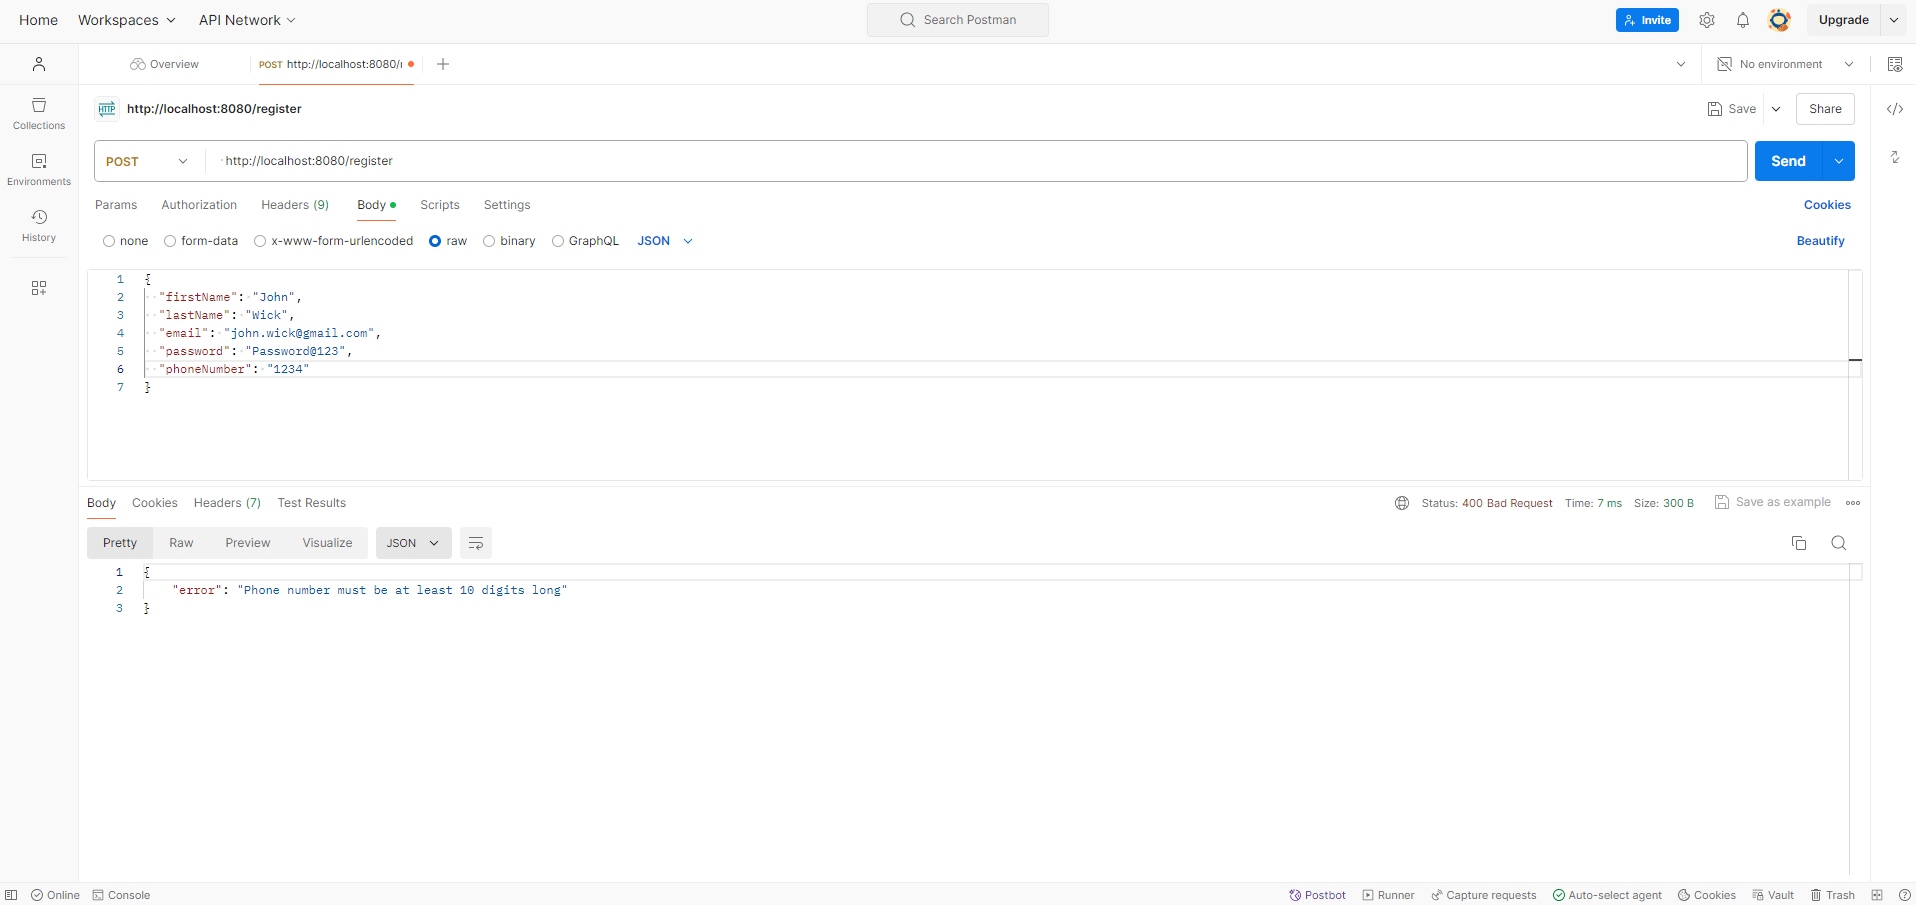 Home Workspaces API Network Search Postman Invite Upgrade
Overview POST http://localhost:8080/r No environment
HTTP http://localhost:8080/register Save Share
Collections
POST http://localhost:8080/register Send
Environments
Params Authorization Headers (9) Body Scripts Settings Cookies
History
none form-data x-www-form-urlencoded raw binary GraphQL JSON Beautify
1 {
2 "firstName": "John",
3 "lastName": "Wick",
4 "email": "john.wick@gmail.com",
5 "password": "Password@123",
6 "phoneNumber": "1234"
7 }
Body Cookies Headers (7) Test Results Status: 400 Bad Request Time: 7 ms Size: 300 B Save as example
Pretty Raw Preview Visualize JSON
1 {
2 "error": "Phone number must be at least 10 digits long"
3 }
Online Console Postbot Runner Capture requests Auto-select agent Cookies Vault Trash